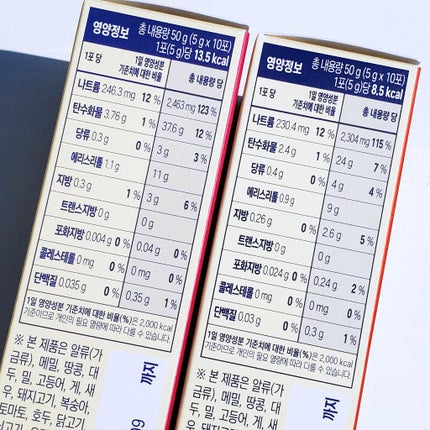 영양정보
총 내용량 50 g (5 g x 10포)
1포(5 g)당 13.5 kcal
1포 당 1일 영양성분 기준치에 대한 비율 총 내용량 당
나트륨 246.3 mg 12 % 2,463 mg 123 %
탄수화물 3.76 g 1 % 37.6 g 12 %
당류 0.3 g 0 % 3 g 3 %
에리스리톨 1.1 g 11 g
지방 0.3 g 1 % 3 g 6 %
트랜스지방 0 g 0 g
포화지방 0.004 g 0 % 0.04 g 0 %
콜레스테롤 0 mg 0 % 0 mg 0 %
단백질 0.035 g 0 % 0.35 g 1 %
1일 영양성분 기준치에 대한 비율(%)은 2,000 kcal
기준이므로 개인의 필요 열량에 따라 다를 수 있습니다.
※ 본 제품은 알류(가
금류), 메밀, 땅콩, 대
두, 밀, 고등어, 게, 새
우, 돼지고기, 복숭아,
토마토, 호두, 닭고기
까지
영양정보
총 내용량 50 g (5 g x 10포)
1포(5 g)당 8.5 kcal
1포 당 1일 영양성분 기준치에 대한 비율 총 내용량 당
나트륨 230.4 mg 12 % 2,304 mg 115 %
탄수화물 2.4 g 1 % 24 g 7 %
당류 0.4 g 0 % 4 g 4 %
에리스리톨 0.9 g 9 g
지방 0.26 g 0 % 2.6 g 5 %
트랜스지방 0 g 0 g
포화지방 0.024 g 0 % 0.24 g 2 %
콜레스테롤 0 mg 0 % 0 mg 0 %
단백질 0.03 g 0 % 0.3 g 1 %
1일 영양성분 기준치에 대한 비율(%)은 2,000 kcal
기준이므로 개인의 필요 열량에 따라 다를 수 있습니다.
※ 본 제품은 알류(가
금류), 메밀, 땅콩, 대
두, 밀, 고등어, 게, 새
까지